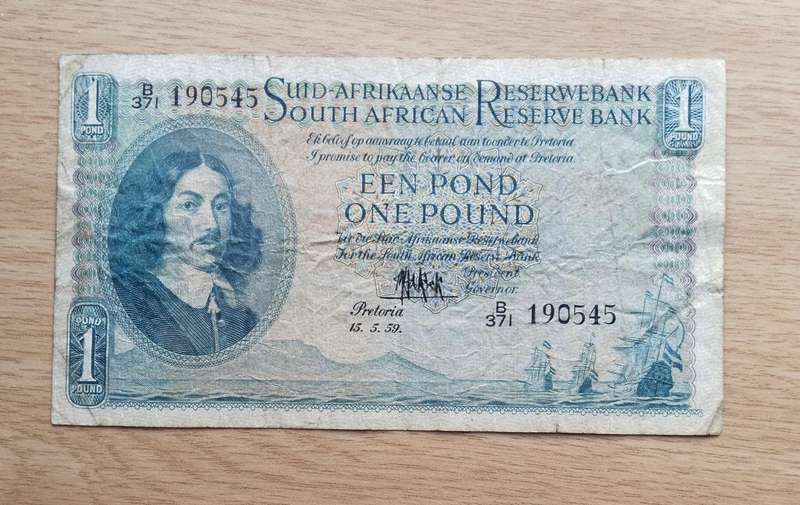 1
POND
B/371 190545
SUID-AFRIKAANSE RESERWEBANK
SOUTH AFRICAN RESERVE BANK
1
POUND
Ek beloof op aanvraag te betaal aan toonder te Pretoria
I promise to pay the bearer on demand at Pretoria
EEN POND
ONE POUND
Vir die Suid-Afrikaanse Reserwebank
For the South African Reserve Bank
President
Governor.
Pretoria
15. 5. 59.
B/371 190545
POND
1
POUND